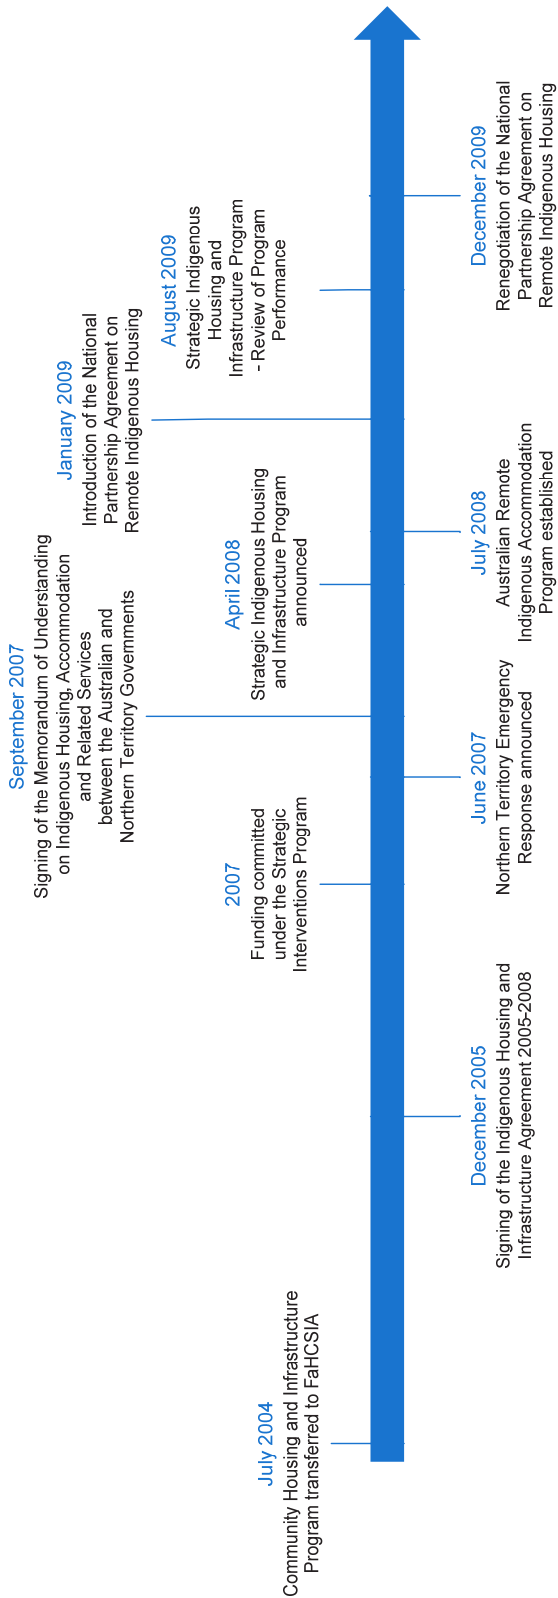 July 2004
Community Housing and Infrastructure
Program transferred to FaHCSIA
December 2005
Signing of the Indigenous Housing and
Infrastructure Agreement 2005-2008
2007
Funding committed
under the Strategic
Interventions Program
June 2007
Northern Territory Emergency
Response announced
September 2007
Signing of the Memorandum of Understanding
on Indigenous Housing, Accommodation
and Related Services
between the Australian and
Northern Territory Governments
April 2008
Strategic Indigenous Housing
and Infrastructure Program
announced
July 2008
Australian Remote
Indigenous Accommodation
Program established
January 2009
Introduction of the National
Partnership Agreement on
Remote Indigenous Housing
August 2009
Strategic Indigenous
Housing and
Infrastructure Program
- Review of Program
Performance
December 2009
Renegotiation of the National
Partnership Agreement on
Remote Indigenous Housing